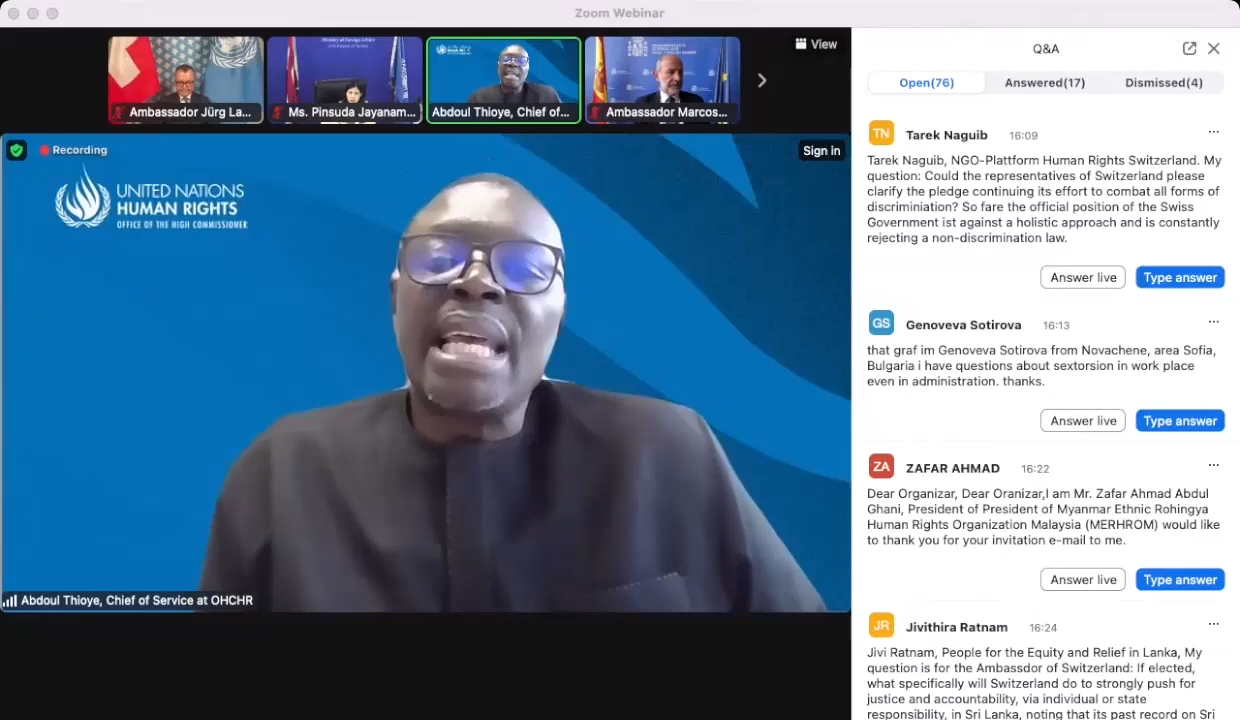 Zoom Webinar
View
Ambassador Jürg La...
Ms. Pinsuda Jayanam...
Abdoul Thioye, Chief of...
Ambassador Marcos...
Recording
Sign in
UNITED NATIONS
HUMAN RIGHTS
OFFICE OF THE HIGH COMMISSIONER
Abdoul Thioye, Chief of Service at OHCHR
Q&A
Open(76) Answered(17) Dismissed(4)
TN Tarek Naguib 16:09
Tarek Naguib, NGO-Plattform Human Rights Switzerland. My
question: Could the representatives of Switzerland please
clarify the pledge continuing its effort to combat all forms of
discriminiation? So fare the official position of the Swiss
Government ist against a holistic approach and is constantly
rejecting a non-discrimination law.
Answer live Type answer
GS Genoveva Sotirova 16:13
that graf im Genoveva Sotirova from Novachene, area Sofia,
Bulgaria i have questions about sextorsion in work place
even in administration. thanks.
Answer live Type answer
ZA ZAFAR AHMAD 16:22
Dear Organizar, Dear Oranizar,I am Mr. Zafar Ahmad Abdul
Ghani, President of President of Myanmar Ethnic Rohingya
Human Rights Organization Malaysia (MERHROM) would like
to thank you for your invitation e-mail to me.
Answer live Type answer
JR Jivithira Ratnam 16:24
Jivi Ratnam, People for the Equity and Relief in Lanka, My
question is for the Ambassdor of Switzerland: If elected,
what specifically will Switzerland do to strongly push for
justice and accountability, via individual or state
responsibility, in Sri Lanka, noting that its past record on Sri